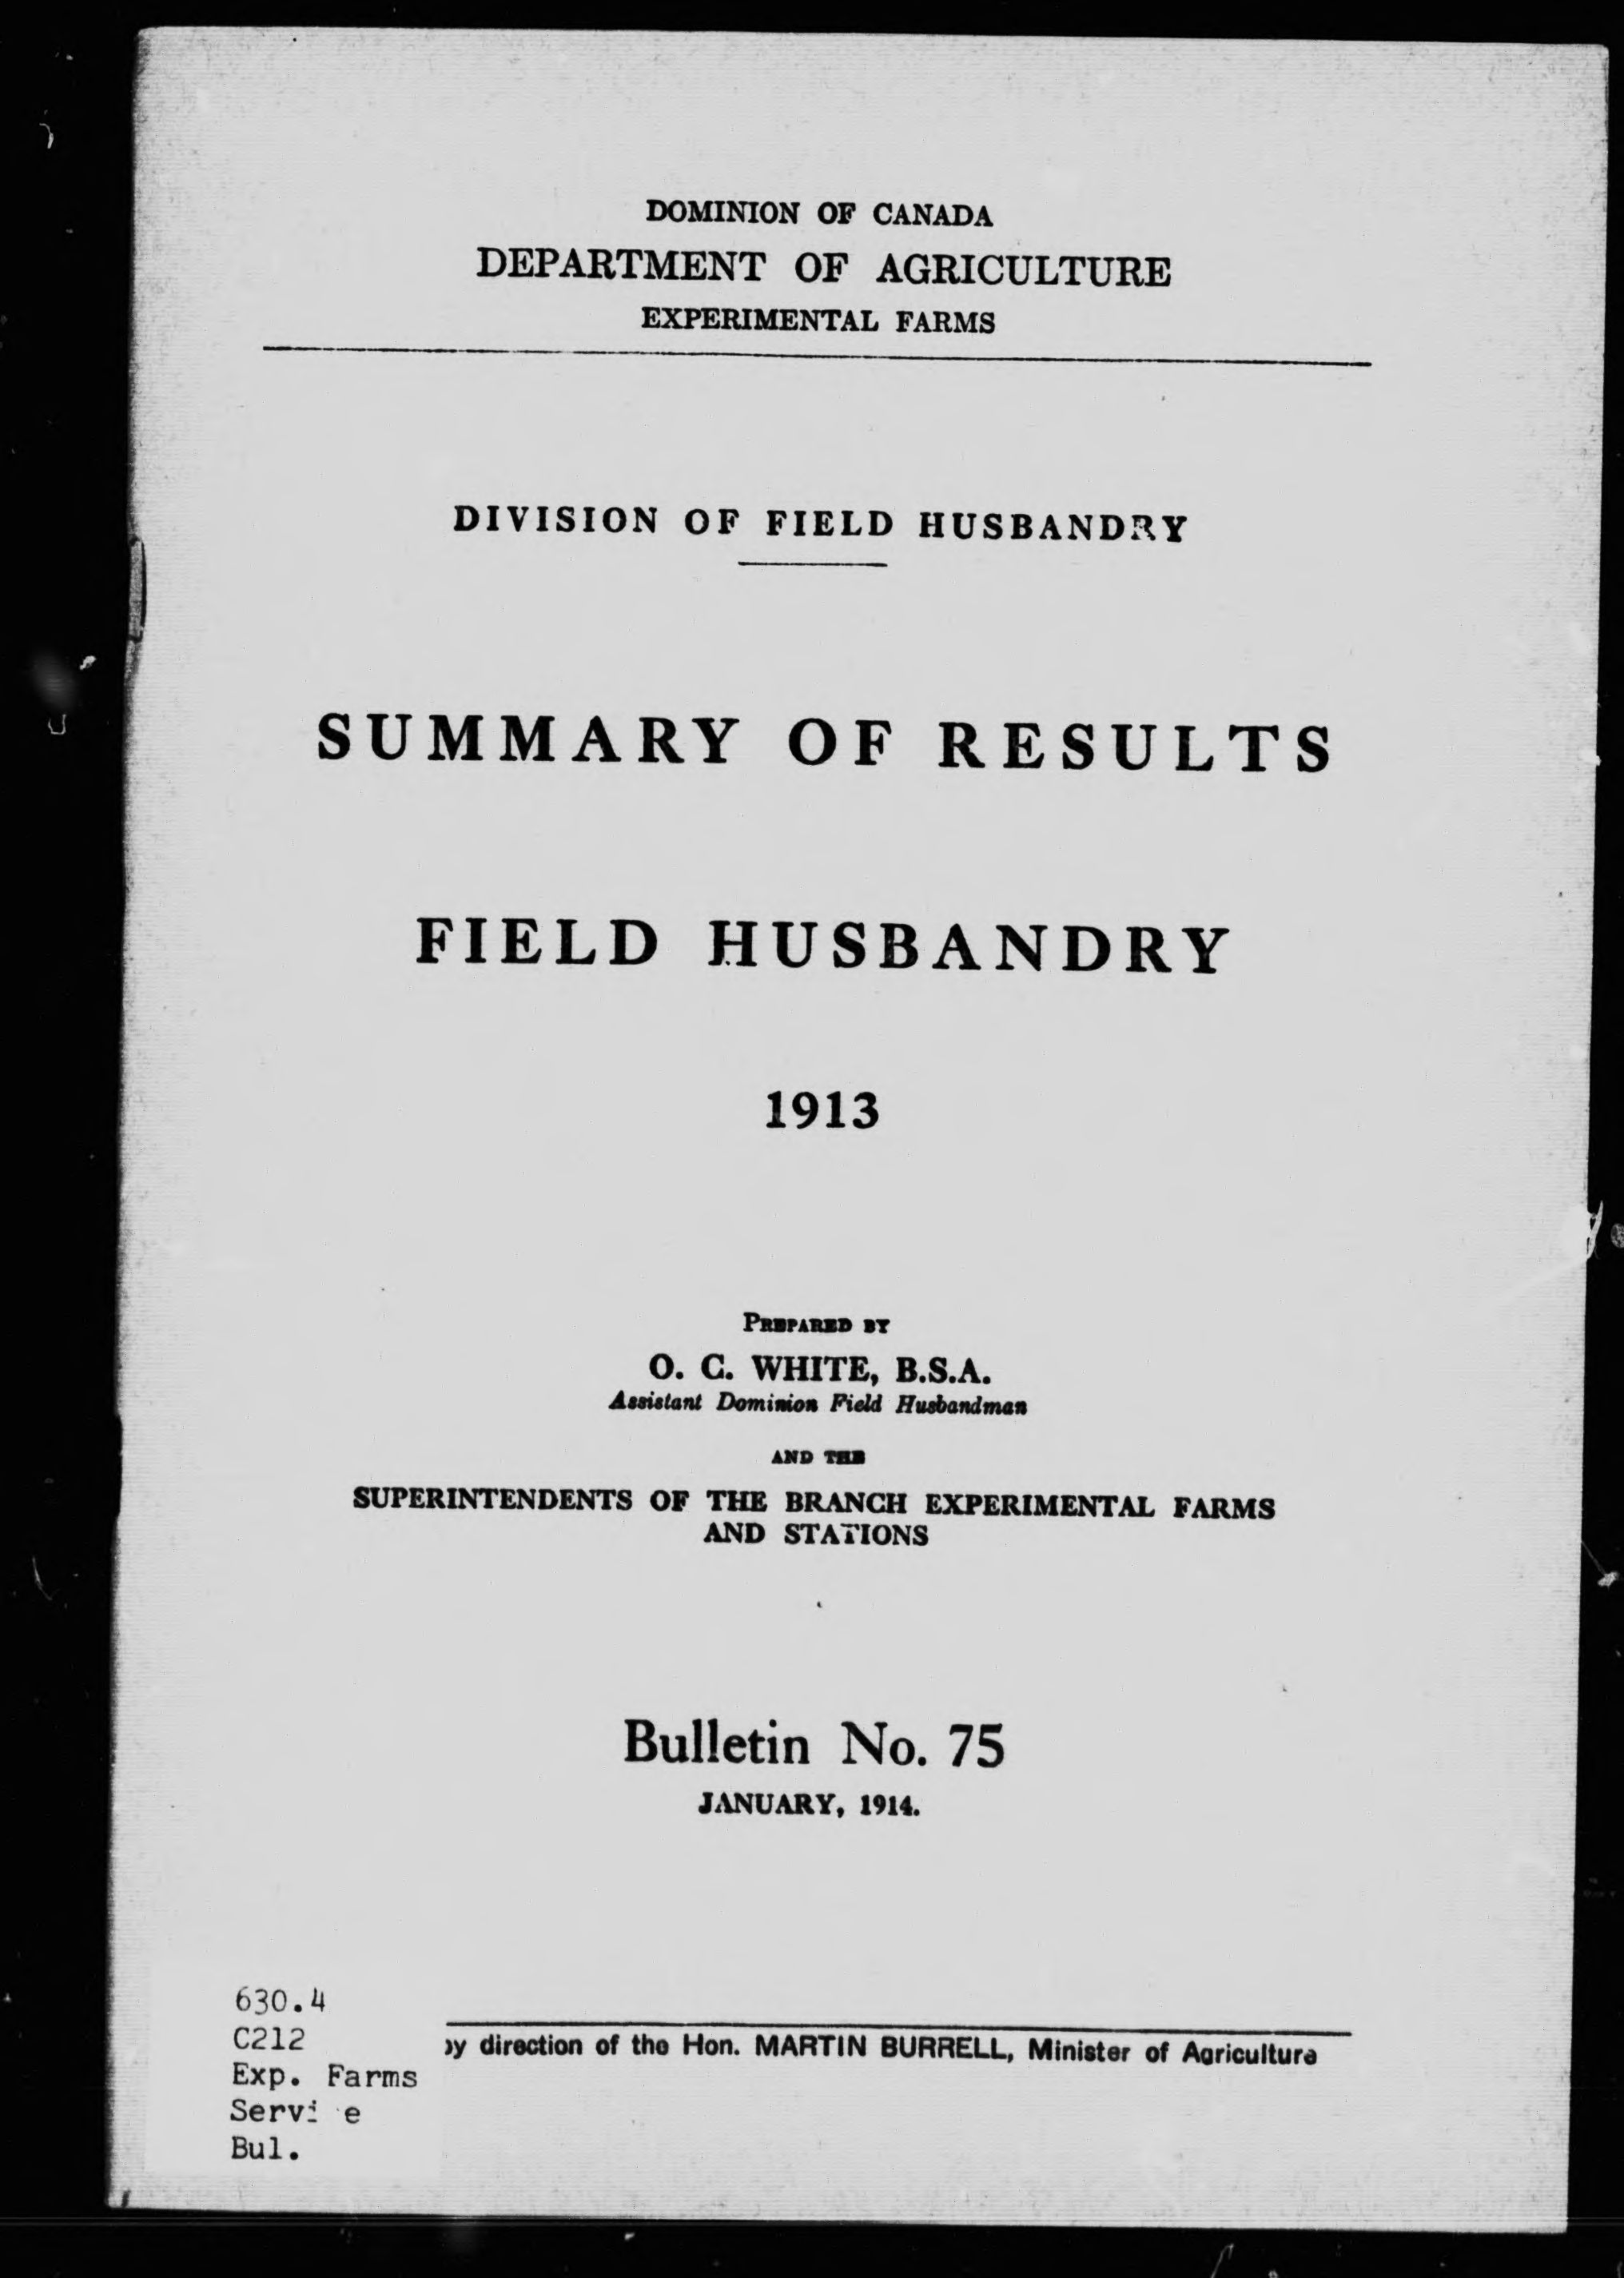 DOMINION OF CANADA
DEPARTMENT OF AGRICULTURE
EXPERIMENTAL FARMS
DIVISION OF FIELD HUSBANDRY
SUMMARY OF RESULTS
FIELD HUSBANDRY
1913
PREPARED BY
O. C. WHITE, B.S.A.
Assistant Dominion Field Husbandman
AND THE
SUPERINTENDENTS OF THE BRANCH EXPERIMENTAL FARMS
AND STATIONS
Bulletin No. 75
JANUARY, 1914.
630.4
C212
by direction of the Hon. MARTIN BURRELL, Minister of Agriculture
Exp. Farms
Bul.